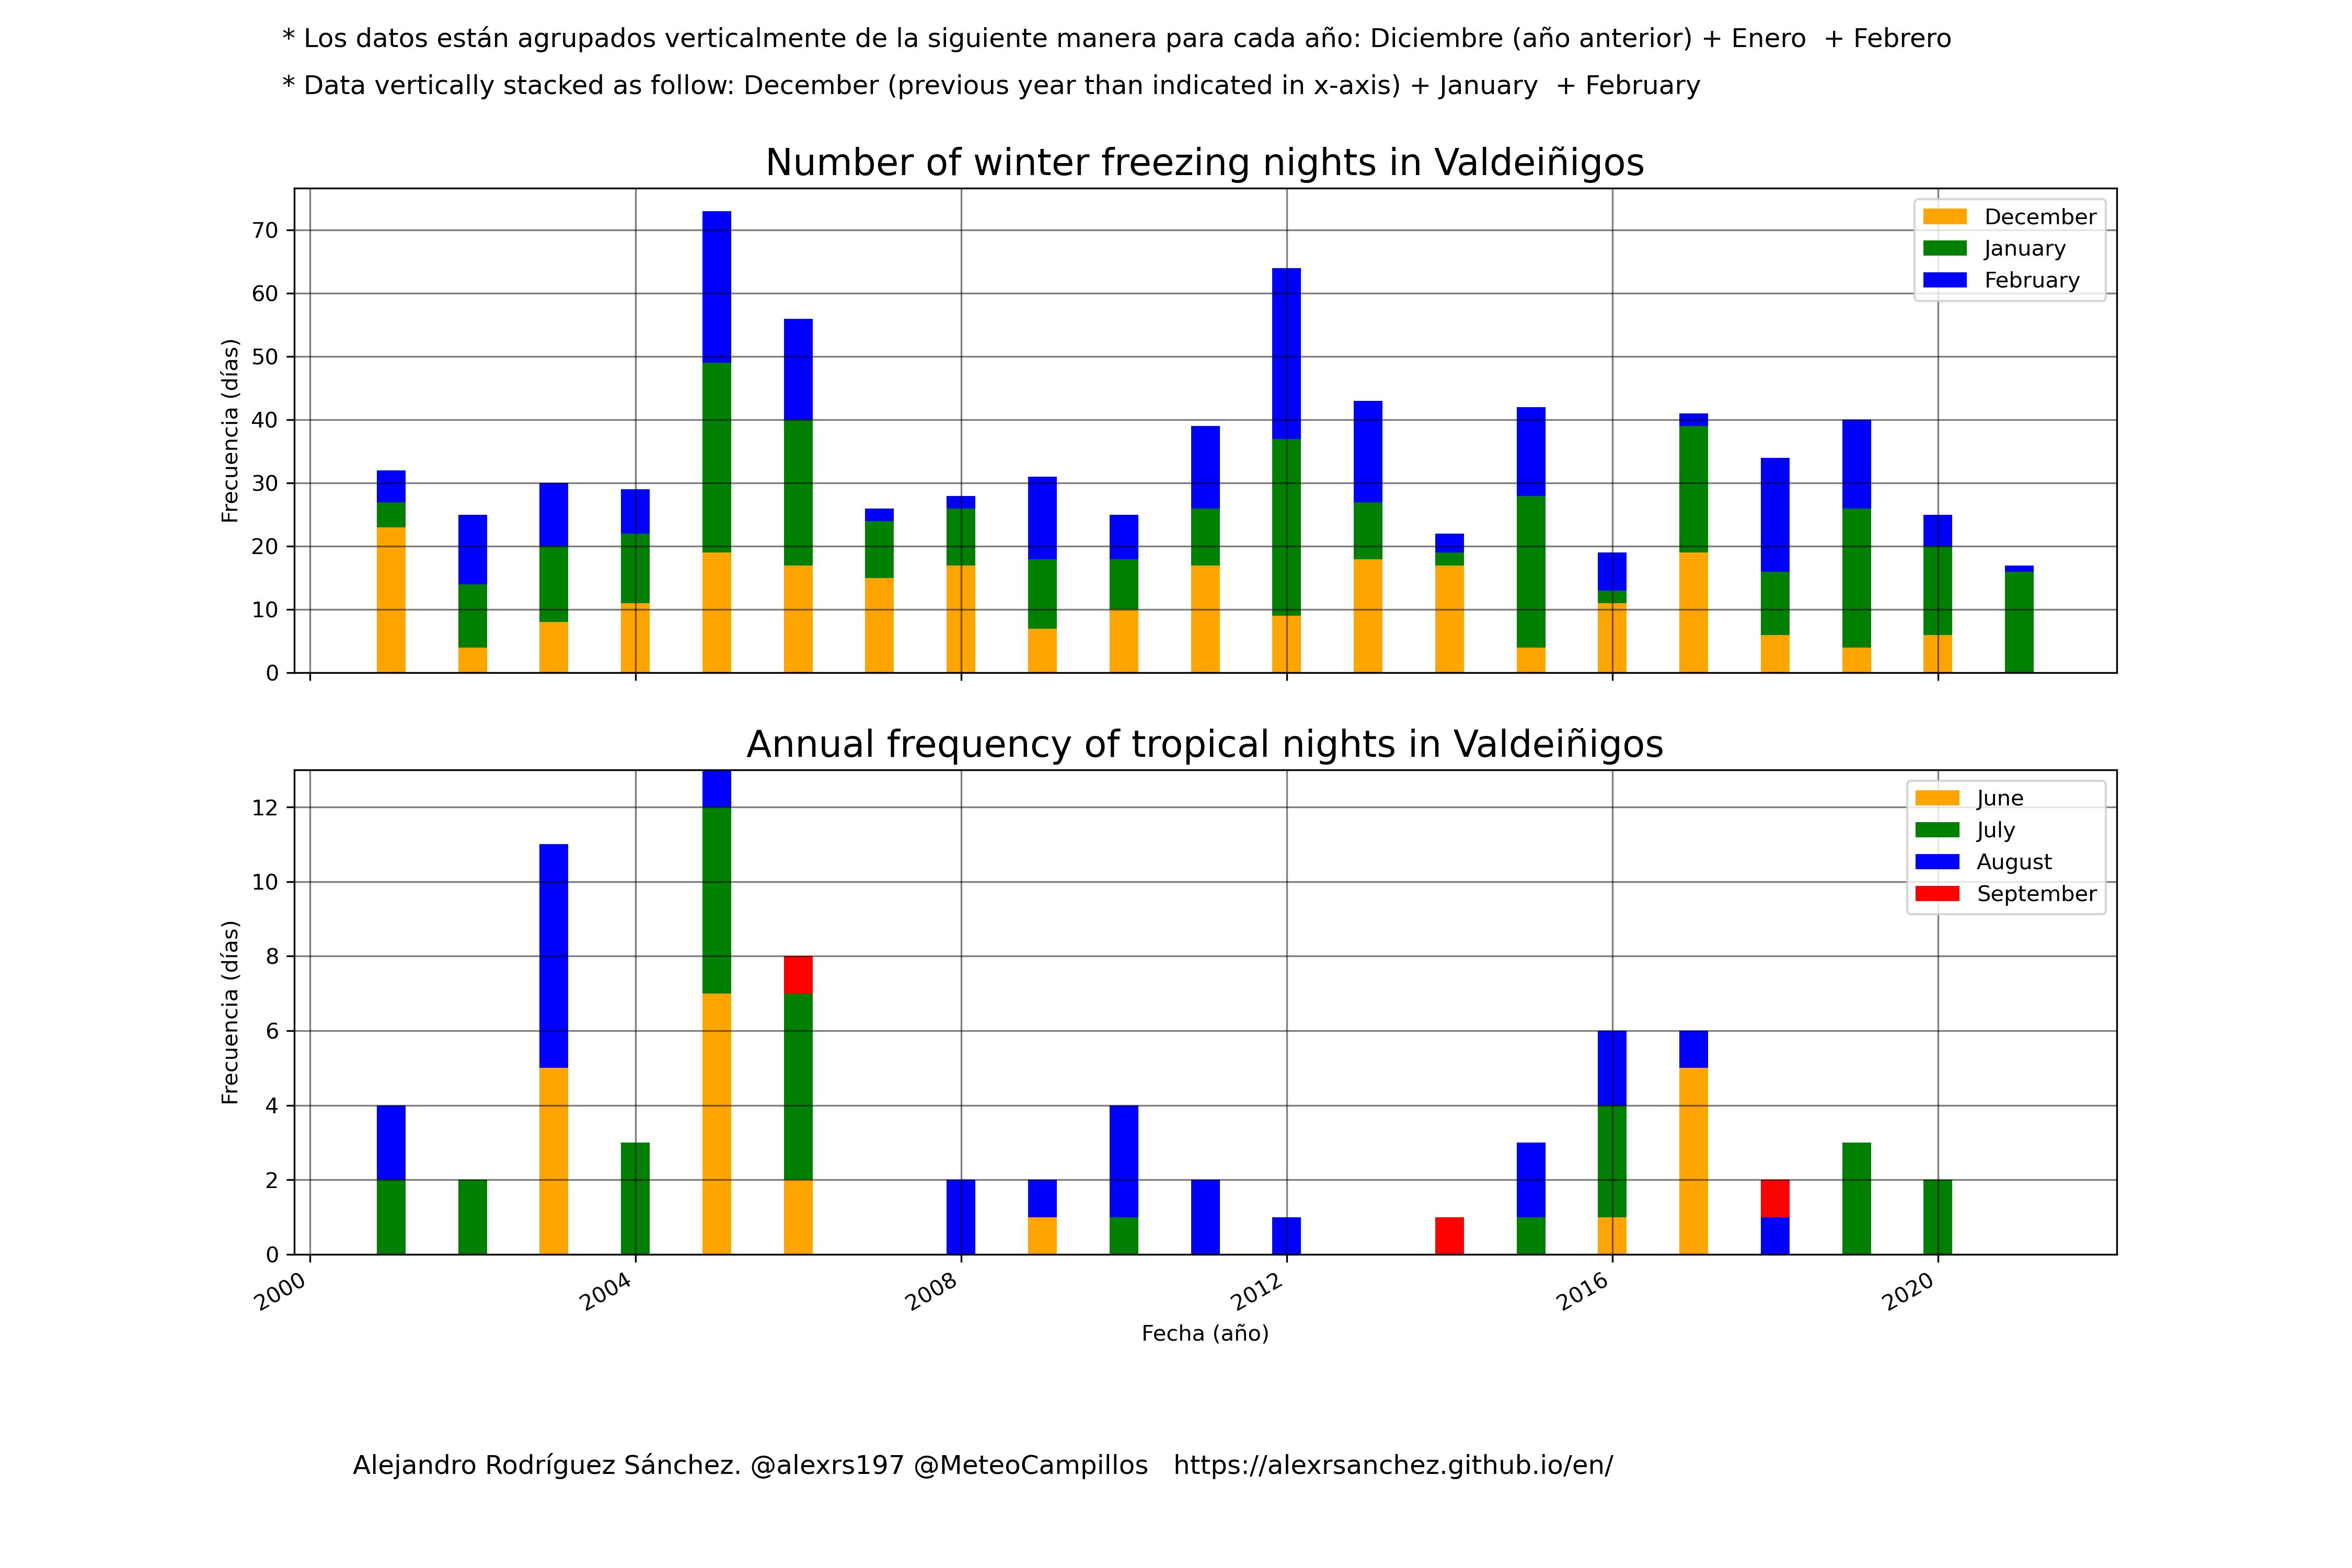 * Los datos están agrupados verticalmente de la siguiente manera para cada año: Diciembre (año anterior) + Enero  + Febrero
* Data vertically stacked as follow: December (previous year than indicated in x-axis) + January  + February
Number of winter freezing nights in Valdeiñigos
Frecuencia (días)
70
60
50
40
30
20
10
0
December
January
February
Annual frequency of tropical nights in Valdeiñigos
Frecuencia (días)
12
10
8
6
4
2
0
June
July
August
September
2000
2004
2008
2012
2016
2020
Fecha (año)
Alejandro Rodríguez Sánchez. @alexrs197 @MeteoCampillos   https://alexrsanchez.github.io/en/